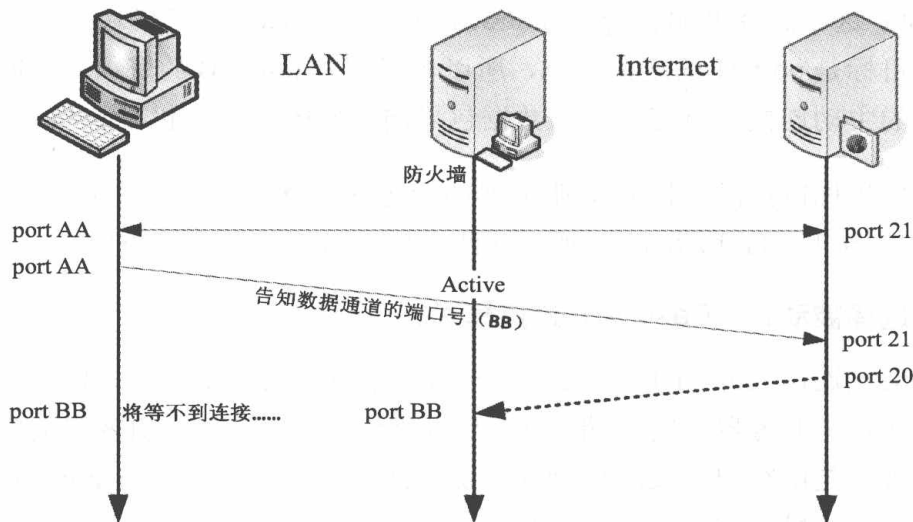 LAN
Internet
防火墙
port AA
port 21
port AA
Active
告知数据通道的端口号（BB）
port 21
port 20
port BB
将等不到连接......
port BB